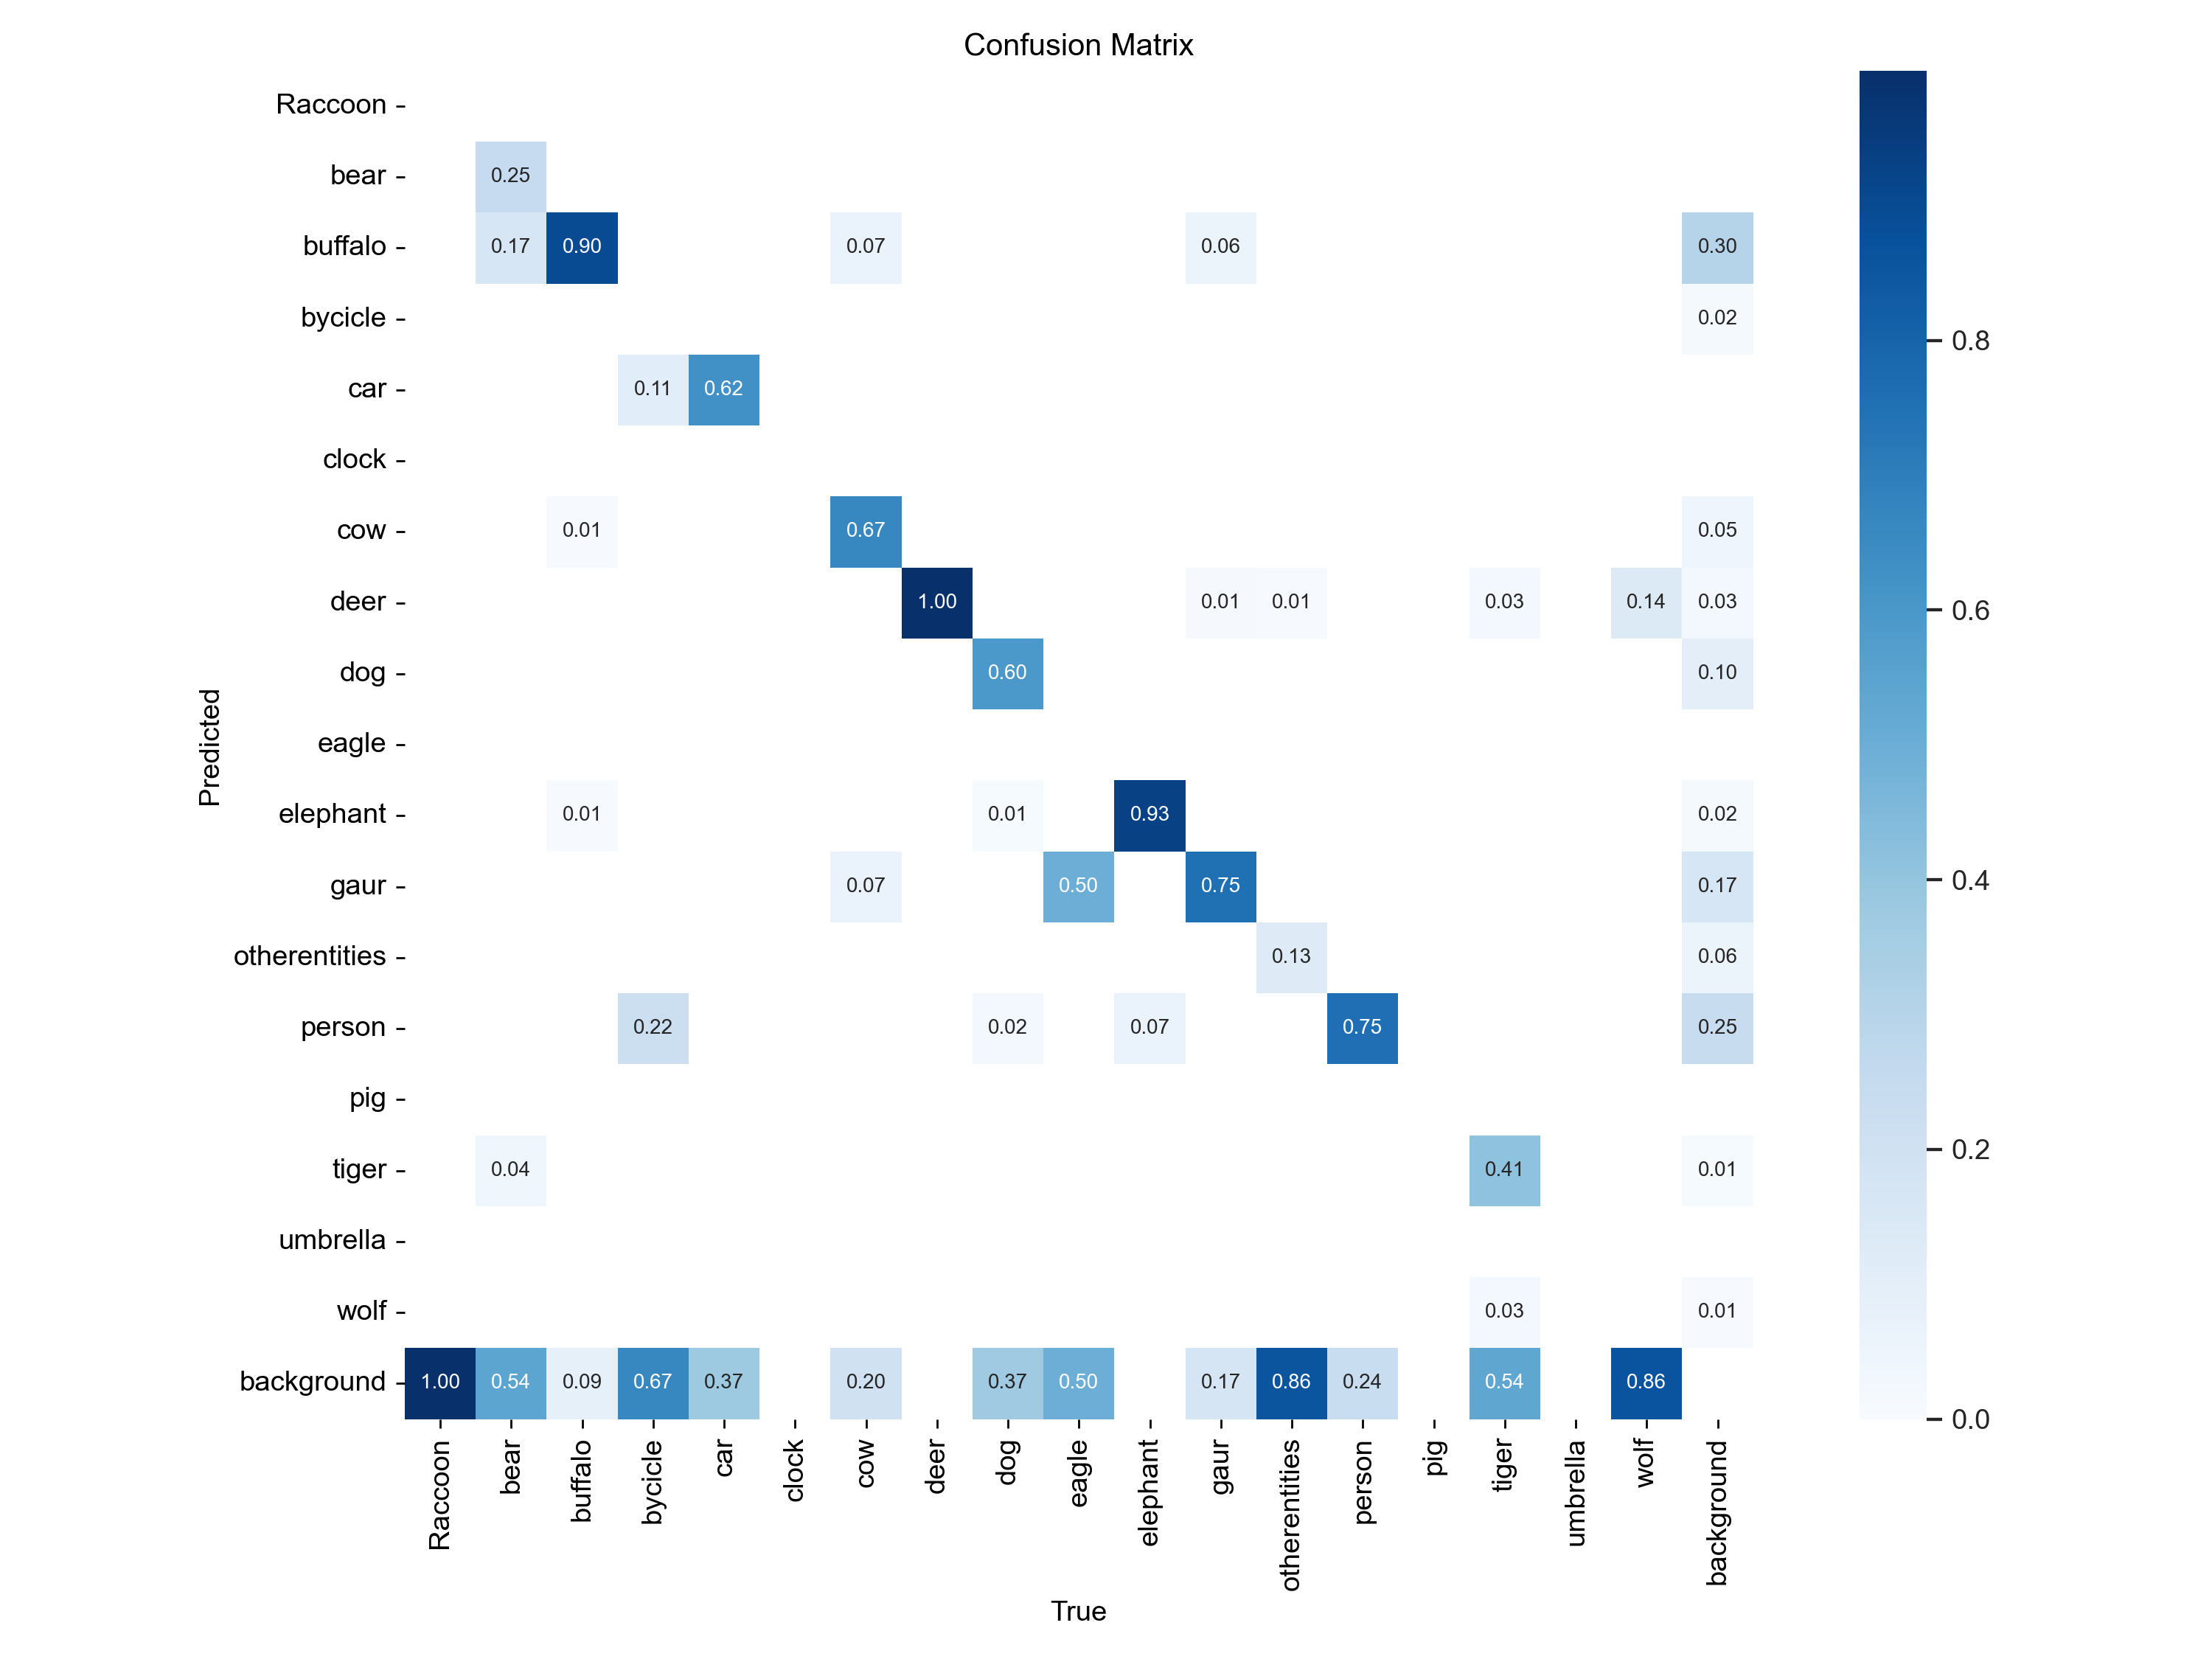 Confusion Matrix
Raccoon
bear 0.25
buffalo 0.17 0.90 0.07 0.06 0.30
bycicle 0.02
car 0.11 0.62
clock
cow 0.01 0.67 0.05
deer 1.00 0.01 0.01 0.03 0.14 0.03
dog 0.60 0.10
eagle
elephant 0.01 0.01 0.93 0.02
gaur 0.07 0.50 0.75 0.17
otherentities 0.13 0.06
person 0.22 0.02 0.07 0.75 0.25
pig
tiger 0.04 0.41 0.01
umbrella
wolf 0.03 0.01
background 1.00 0.54 0.09 0.67 0.37 0.20 0.37 0.50 0.17 0.86 0.24 0.54 0.86
Predicted
Raccoon bear buffalo bycicle car clock cow deer dog eagle elephant gaur otherentities person pig tiger umbrella wolf background
True
0.8
0.6
0.4
0.2
0.0